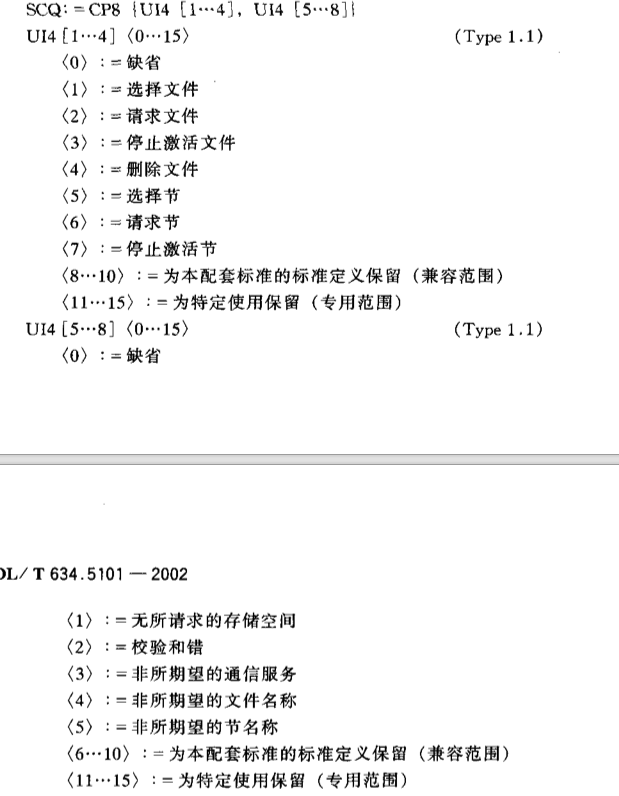 SCQ:=CP8 {UI4 [1…4], UI4 [5…8]}
UI4 [1…4] 〈0…15〉 (Type 1.1)
〈0〉:=缺省
〈1〉:=选择文件
〈2〉:=请求文件
〈3〉:=停止激活文件
〈4〉:=删除文件
〈5〉:=选择节
〈6〉:=请求节
〈7〉:=停止激活节
〈8…10〉:=为本配套标准的标准定义保留（兼容范围）
〈11…15〉:=为特定使用保留（专用范围）
UI4 [5…8] 〈0…15〉 (Type 1.1)
〈0〉:=缺省
DL/T 634.5101—2002
〈1〉:=无所请求的存储空间
〈2〉:=校验和错
〈3〉:=非所期望的通信服务
〈4〉:=非所期望的文件名称
〈5〉:=非所期望的节名称
〈6…10〉:=为本配套标准的标准定义保留（兼容范围）
〈11…15〉:=为特定使用保留（专用范围）